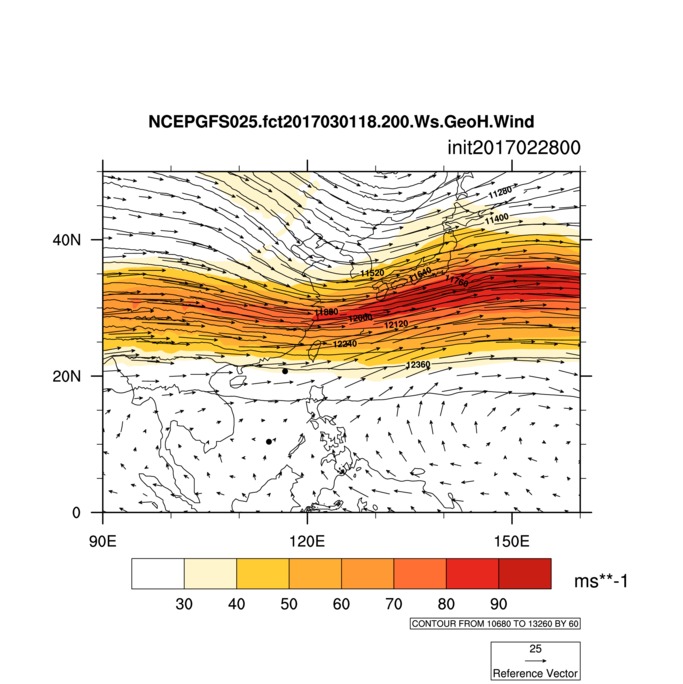 NCEPGFS025.fct2017030118.200.Ws.GeoH.Wind
init2017022800
11280
11400
40N
11520
11640
11760
11880
12000
12120
12240
12360
20N
0
90E 120E 150E
ms**-1
30 40 50 60 70 80 90
CONTOUR FROM 10680 TO 13260 BY 60
25
Reference Vector